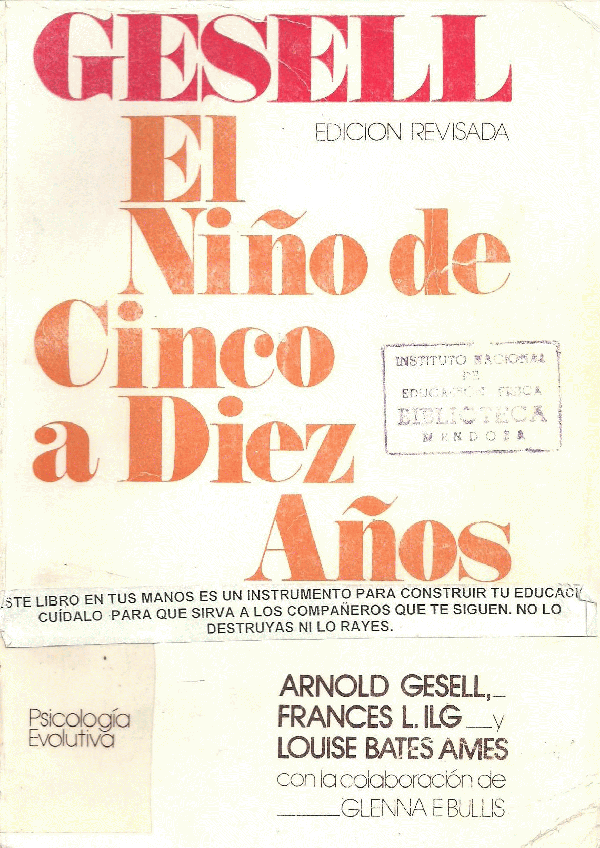 GESELL
EDICION REVISADA
El
Niño de
Cinco
a Diez
Años
INSTITUTO NACIONAL
DE
EDUCACION FISICA
BIBLIOTECA
MENDOZA
STE LIBRO EN TUS MANOS ES UN INSTRUMENTO PARA CONSTRUIR TU EDUCACI
CUÍDALO PARA QUE SIRVA A LOS COMPAÑEROS QUE TE SIGUEN. NO LO
DESTRUYAS NI LO RAYES.
Psicología
Evolutiva
ARNOLD GESELL,
FRANCES L. ILG y
LOUISE BATES AMES
con la colaboración de
GLENNA E BULLIS